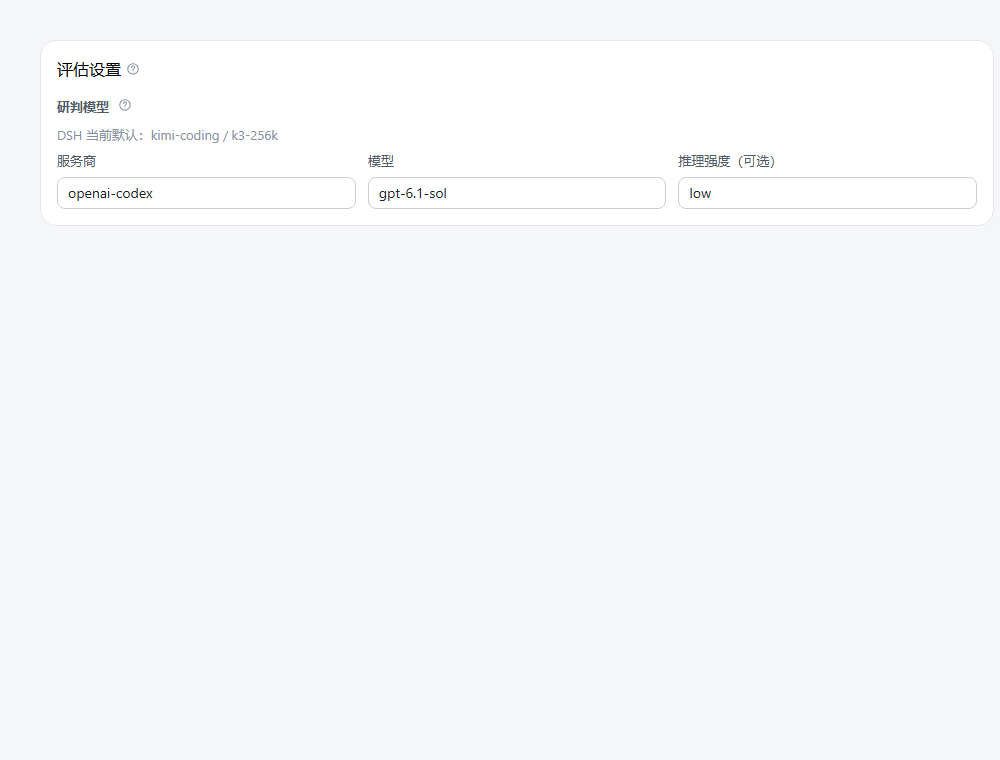 评估设置
研判模型
DSH 当前默认：kimi-coding / k3-256k
服务商 模型 推理强度（可选）
openai-codex gpt-6.1-sol low